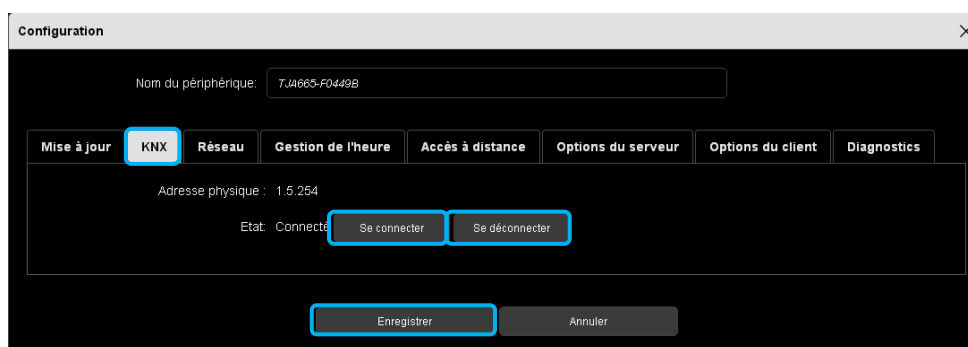 Configuration
Nom du périphérique: TJA665-F0449B
Mise à jour KNX Réseau Gestion de l'heure Accès à distance Options du serveur Options du client Diagnostics
Adresse physique : 1.5.254
Etat: Connecté Se connecter Se déconnecter
Enregistrer Annuler